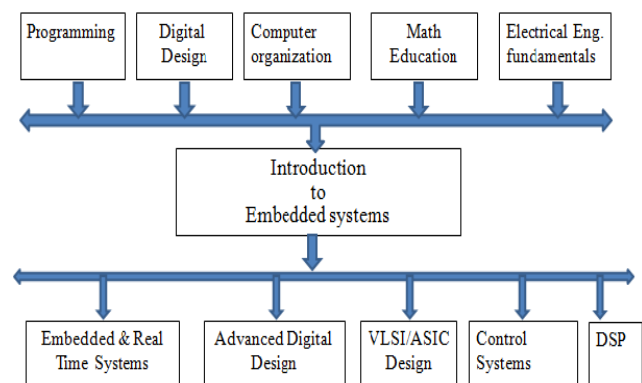 Programming
Digital
Design
Computer
organization
Math
Education
Electrical Eng.
fundamentals
Introduction
to
Embedded systems
Embedded & Real
Time Systems
Advanced Digital
Design
VLSI/ASIC
Design
Control
Systems
DSP